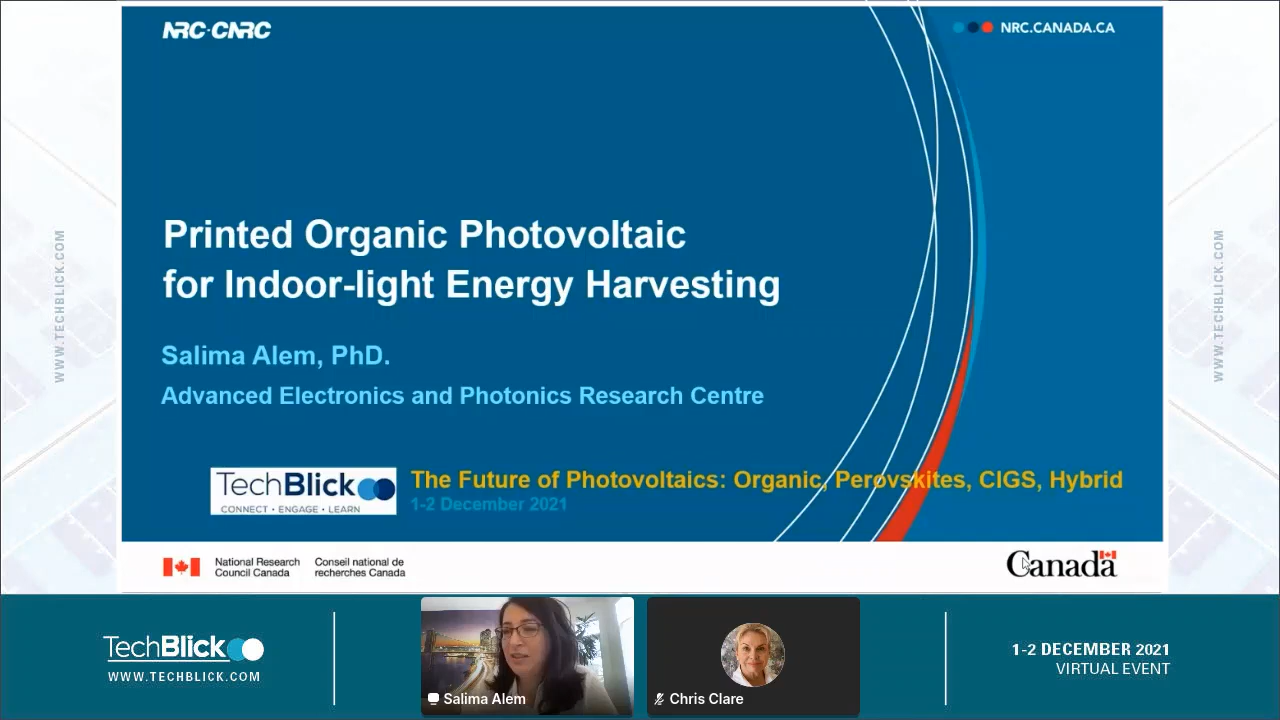 NRC·CNRC
NRC.CANADA.CA
Printed Organic Photovoltaic
for Indoor-light Energy Harvesting
Salima Alem, PhD.
Advanced Electronics and Photonics Research Centre
TechBlick
CONNECT • ENGAGE • LEARN
The Future of Photovoltaics: Organic, Perovskites, CIGS, Hybrid
1-2 December 2021
National Research
Council Canada
Conseil national de
recherches Canada
Canada
WWW.TECHBLICK.COM
WWW.TECHBLICK.COM
TechBlick
WWW.TECHBLICK.COM
Salima Alem
Chris Clare
1-2 DECEMBER 2021
VIRTUAL EVENT